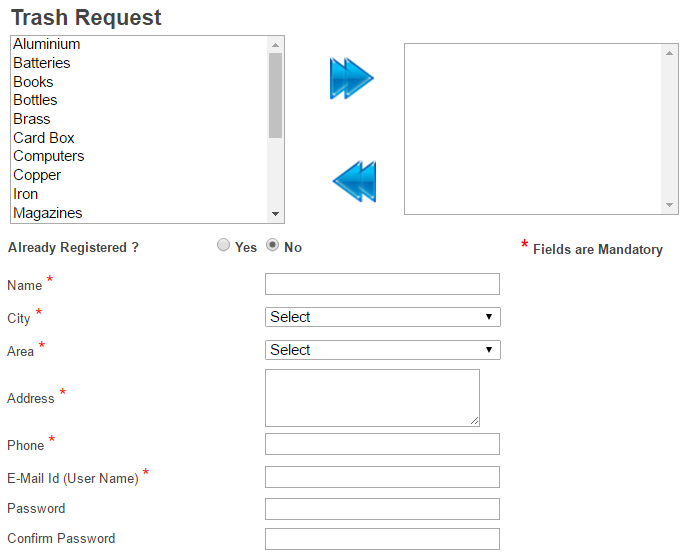 Trash Request
Aluminium
Batteries
Books
Bottles
Brass
Card Box
Computers
Copper
Iron
Magazines
Already Registered ? Yes No * Fields are Mandatory
Name *
City * Select
Area * Select
Address *
Phone *
E-Mail Id (User Name) *
Password
Confirm Password